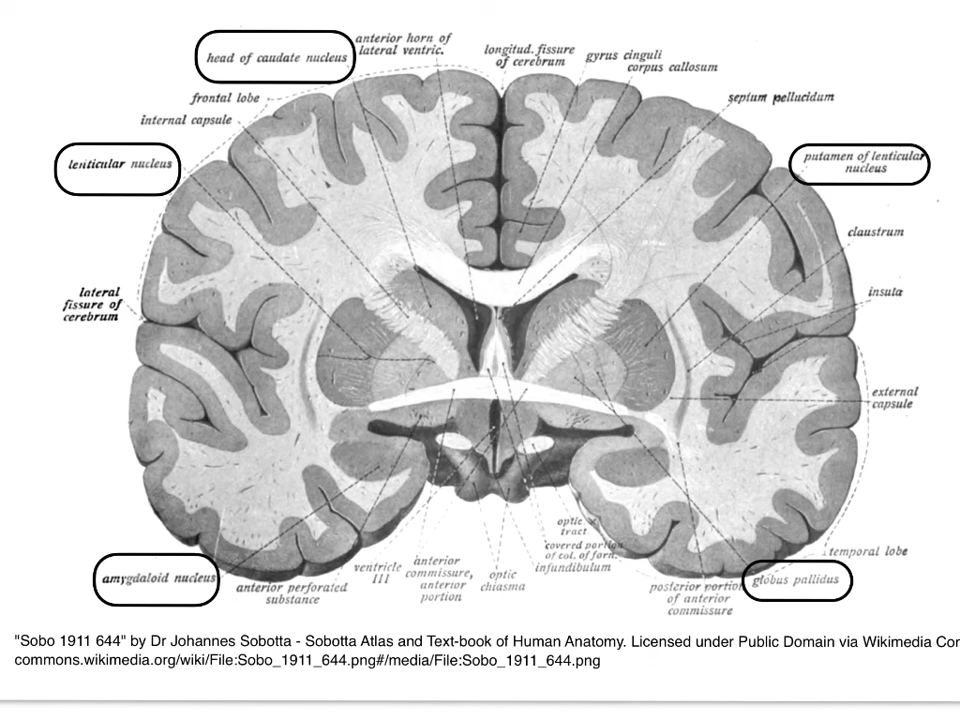 head of caudate nucleus
anterior horn of
lateral ventric.
longitud. fissure
of cerebrum
gyrus cinguli
corpus callosum
frontal lobe
septum pellucidum
internal capsule
lenticular nucleus
putamen of lenticular
nucleus
claustrum
lateral
fissure of
cerebrum
insula
external
capsule
optic
tract
covered portion
of col. of forn.
infundibulum
temporal lobe
amygdaloid nucleus
anterior perforated
substance
ventricle
III
anterior
commissure,
anterior
portion
optic
chiasma
posterior portion
of anterior
commissure
globus pallidus
"Sobo 1911 644" by Dr Johannes Sobotta - Sobotta Atlas and Text-book of Human Anatomy. Licensed under Public Domain via Wikimedia Cor
commons.wikimedia.org/wiki/File:Sobo_1911_644.png#/media/File:Sobo_1911_644.png